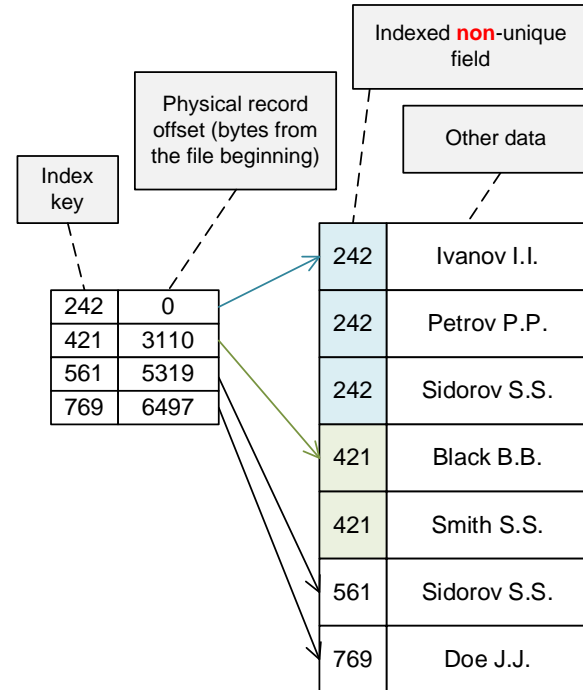 Indexed non-unique
field
Physical record
offset (bytes from
the file beginning)
Other data
Index
key
242 Ivanov I.I.
242 0
242 Petrov P.P.
421 3110
561 5319
242 Sidorov S.S.
769 6497
421 Black B.B.
421 Smith S.S.
561 Sidorov S.S.
769 Doe J.J.